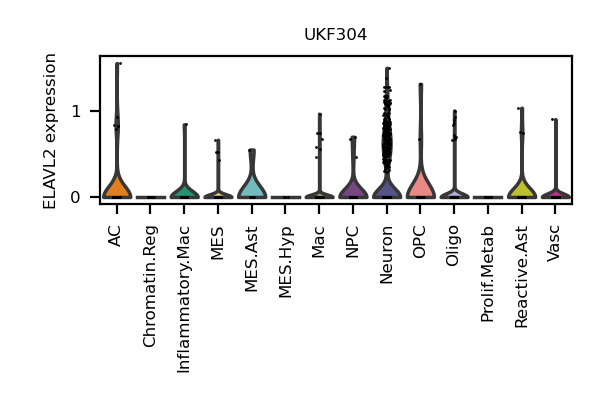 UKF304
ELAVL2 expression
1
0
AC
Chromatin.Reg
Inflammatory.Mac
MES
MES.Ast
MES.Hyp
Mac
NPC
Neuron
OPC
Oligo
Prolif.Metab
Reactive.Ast
Vasc